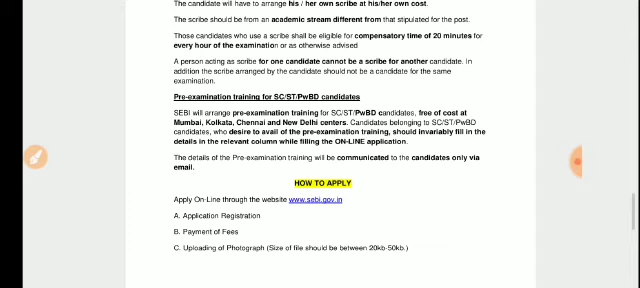 The candidate will have to arrange his / her own scribe at his/her own cost.
The scribe should be from an academic stream different from that stipulated for the post.
Those candidates who use a scribe shall be eligible for compensatory time of 20 minutes for
every hour of the examination or as otherwise advised
A person acting as scribe for one candidate cannot be a scribe for another candidate. In
addition the scribe arranged by the candidate should not be a candidate for the same
examination.
Pre-examination training for SC/ST/PwBD candidates
SEBI will arrange pre-examination training for SC/ST/PwBD candidates, free of cost at
Mumbai, Kolkata, Chennai and New Delhi centers. Candidates belonging to SC/ST/PwBD
candidates, who desire to avail of the pre-examination training, should invariably fill in the
details in the relevant column while filling the ON-LINE application.
The details of the Pre-examination training will be communicated to the candidates only via
email.
HOW TO APPLY
Apply On-Line through the website www.sebi.gov.in
A. Application Registration
B. Payment of Fees
C. Uploading of Photograph (Size of file should be between 20kb-50kb.)